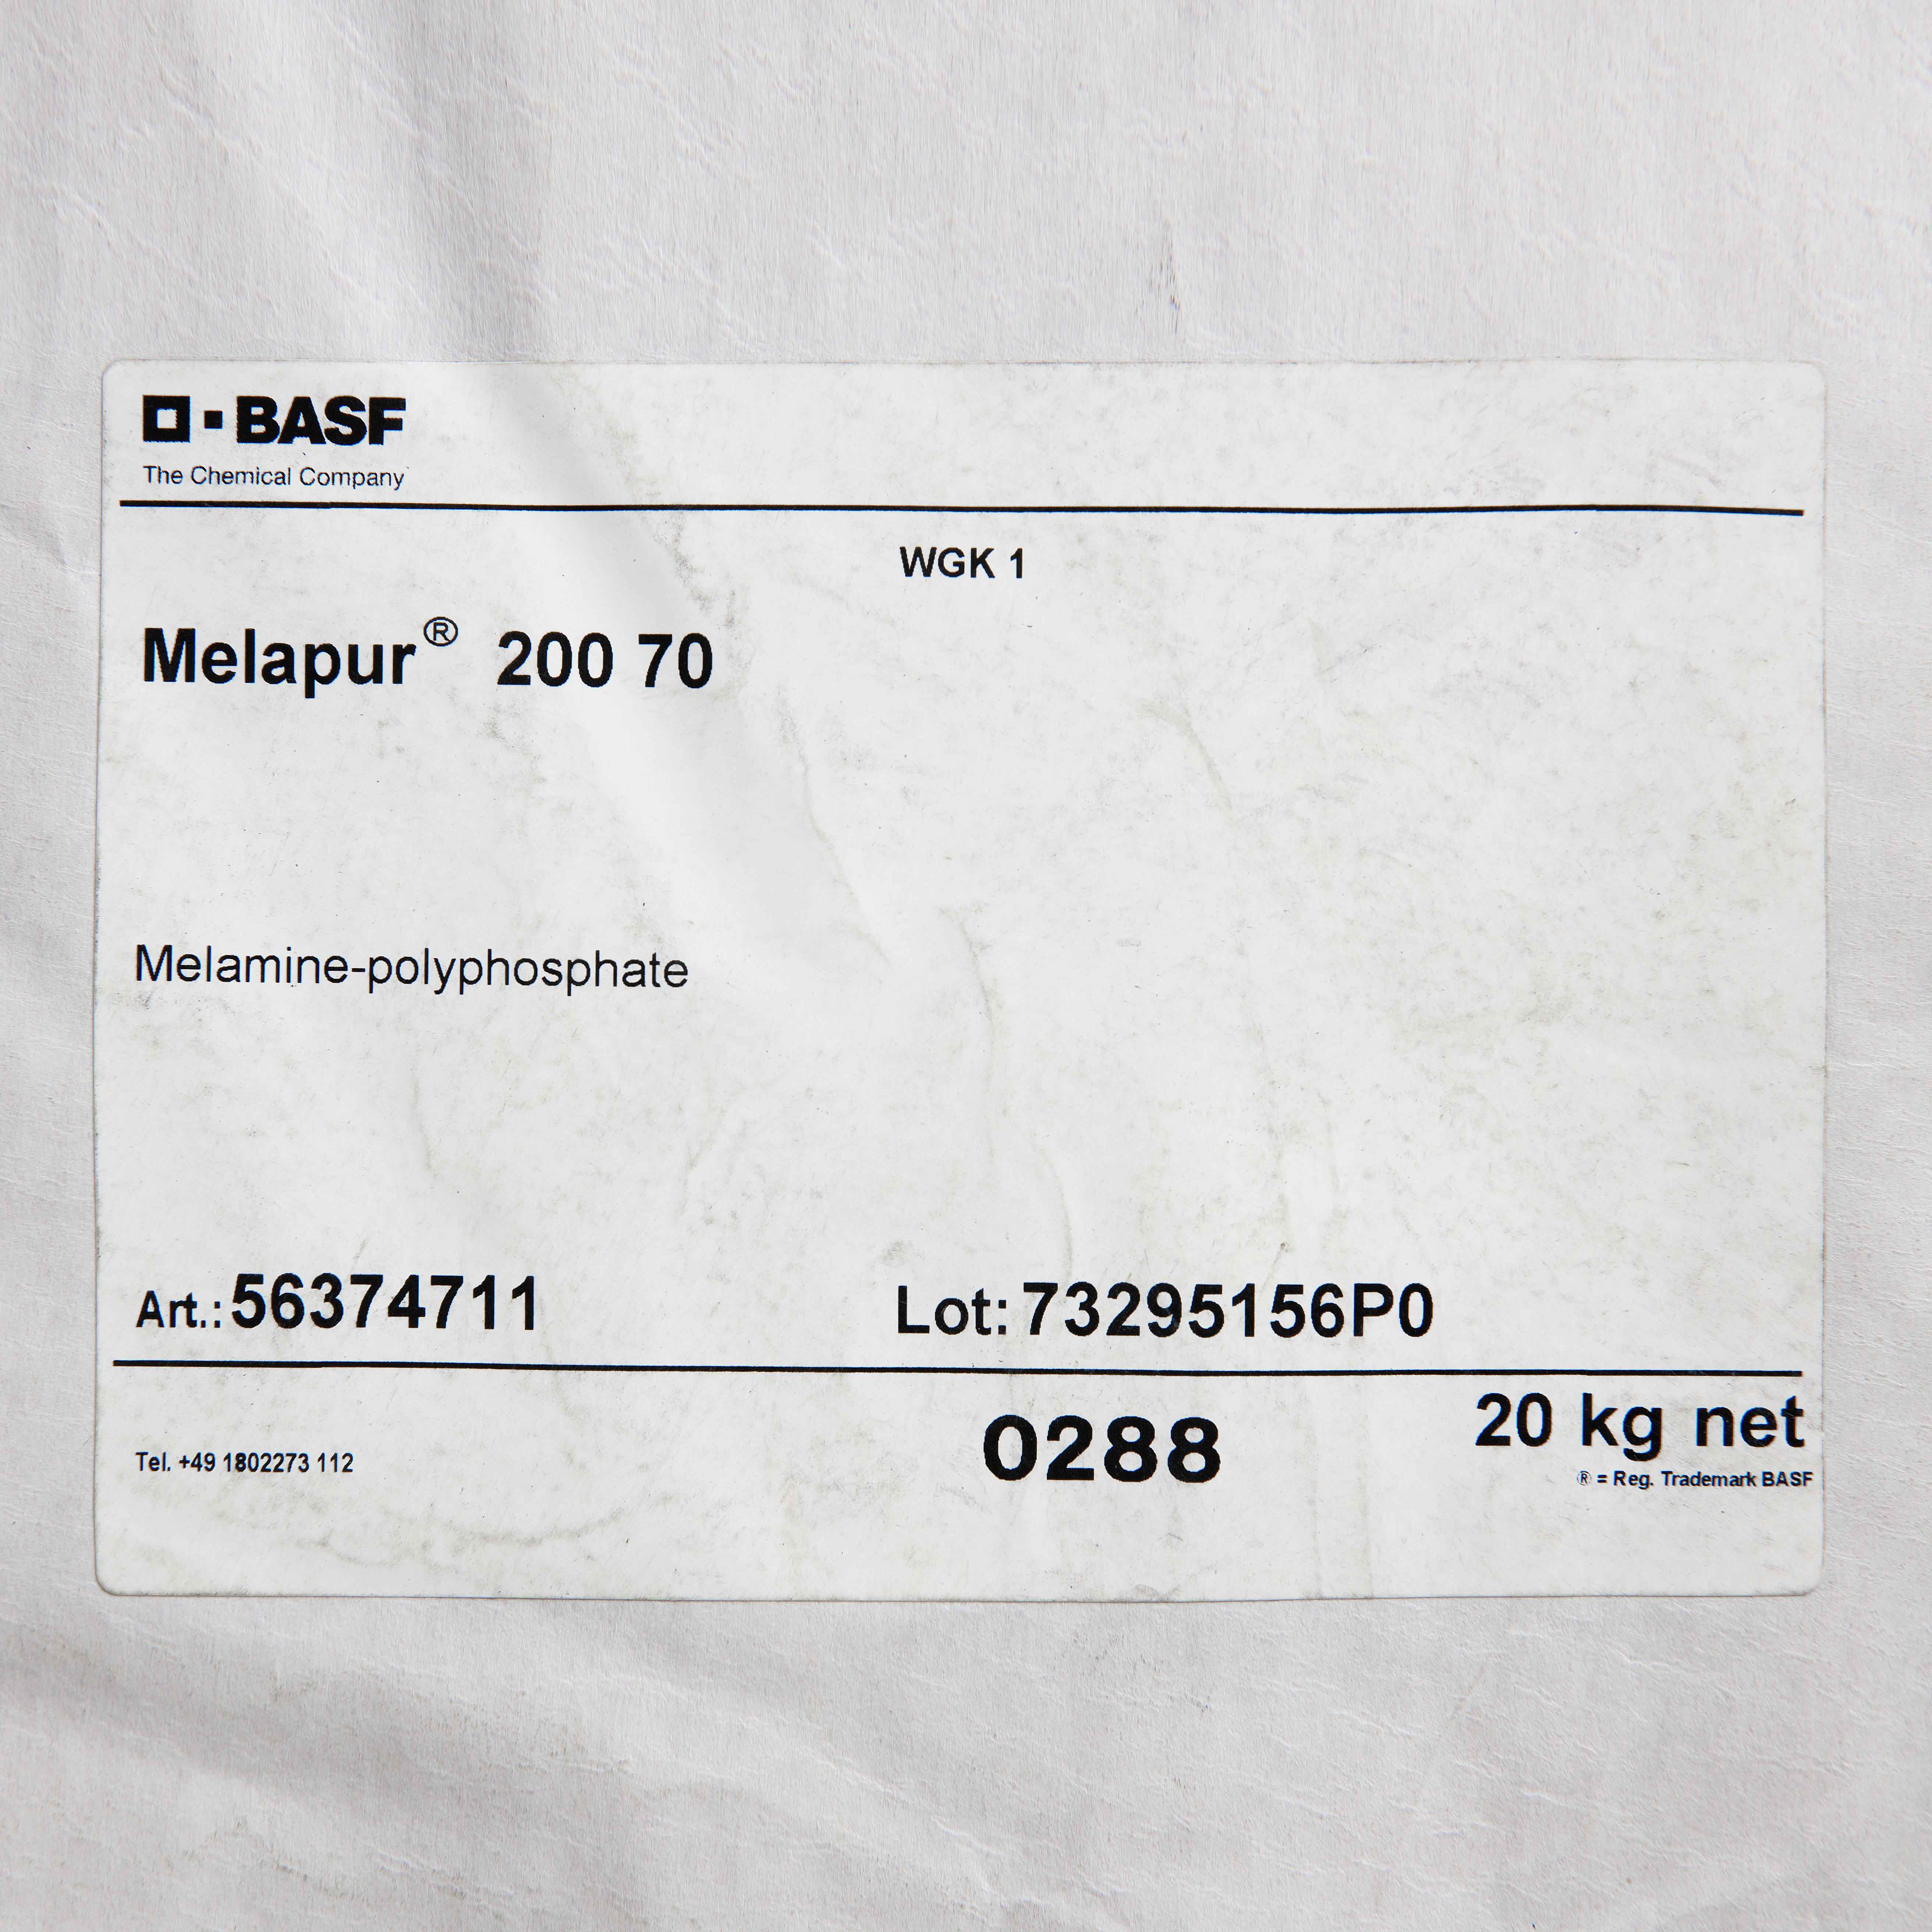 BASF
The Chemical Company
WGK 1
Melapur® 200 70
Melamine-polyphosphate
Art.: 56374711 Lot: 73295156P0
Tel. +49 1802273 112 0288 20 kg net
® = Reg. Trademark BASF